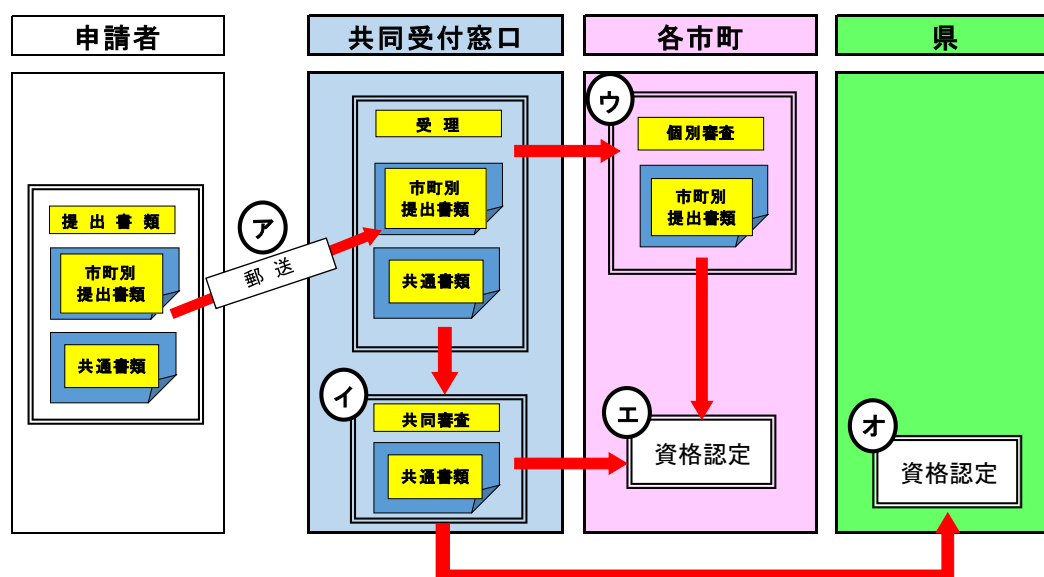 申請者
提出書類
市町別
提出書類
共通書類
ア
郵送
共同受付窓口
受理
市町別
提出書類
共通書類
イ
共同審査
共通書類
各市町
ウ
個別審査
市町別
提出書類
エ
資格認定
県
オ
資格認定